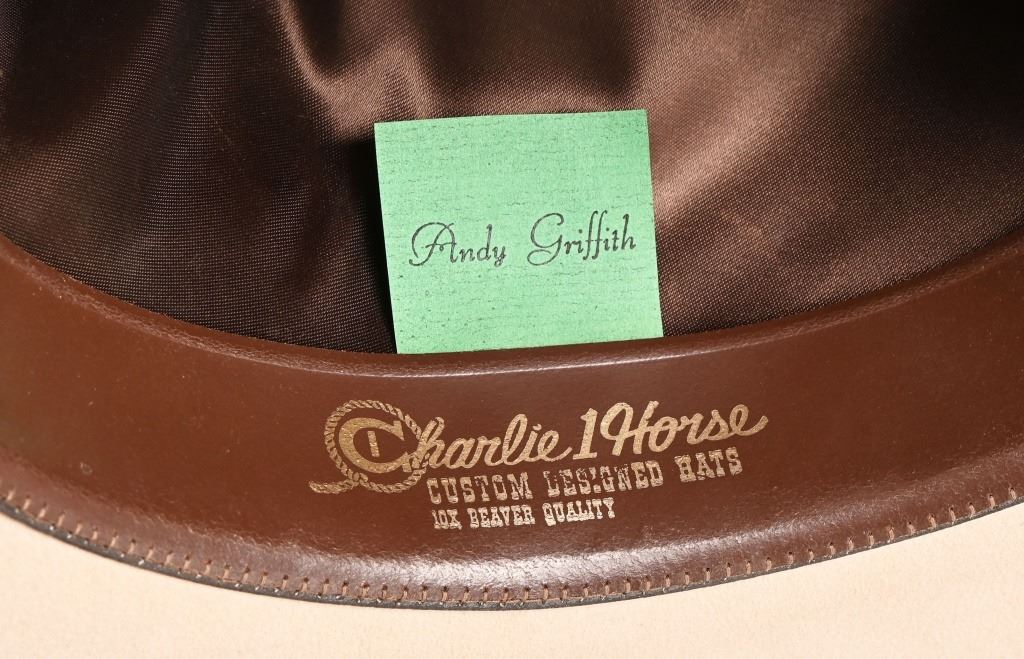 Andy Griffith
Charlie 1 Horse
CUSTOM DESIGNED HATS
10X BEAVER QUALITY